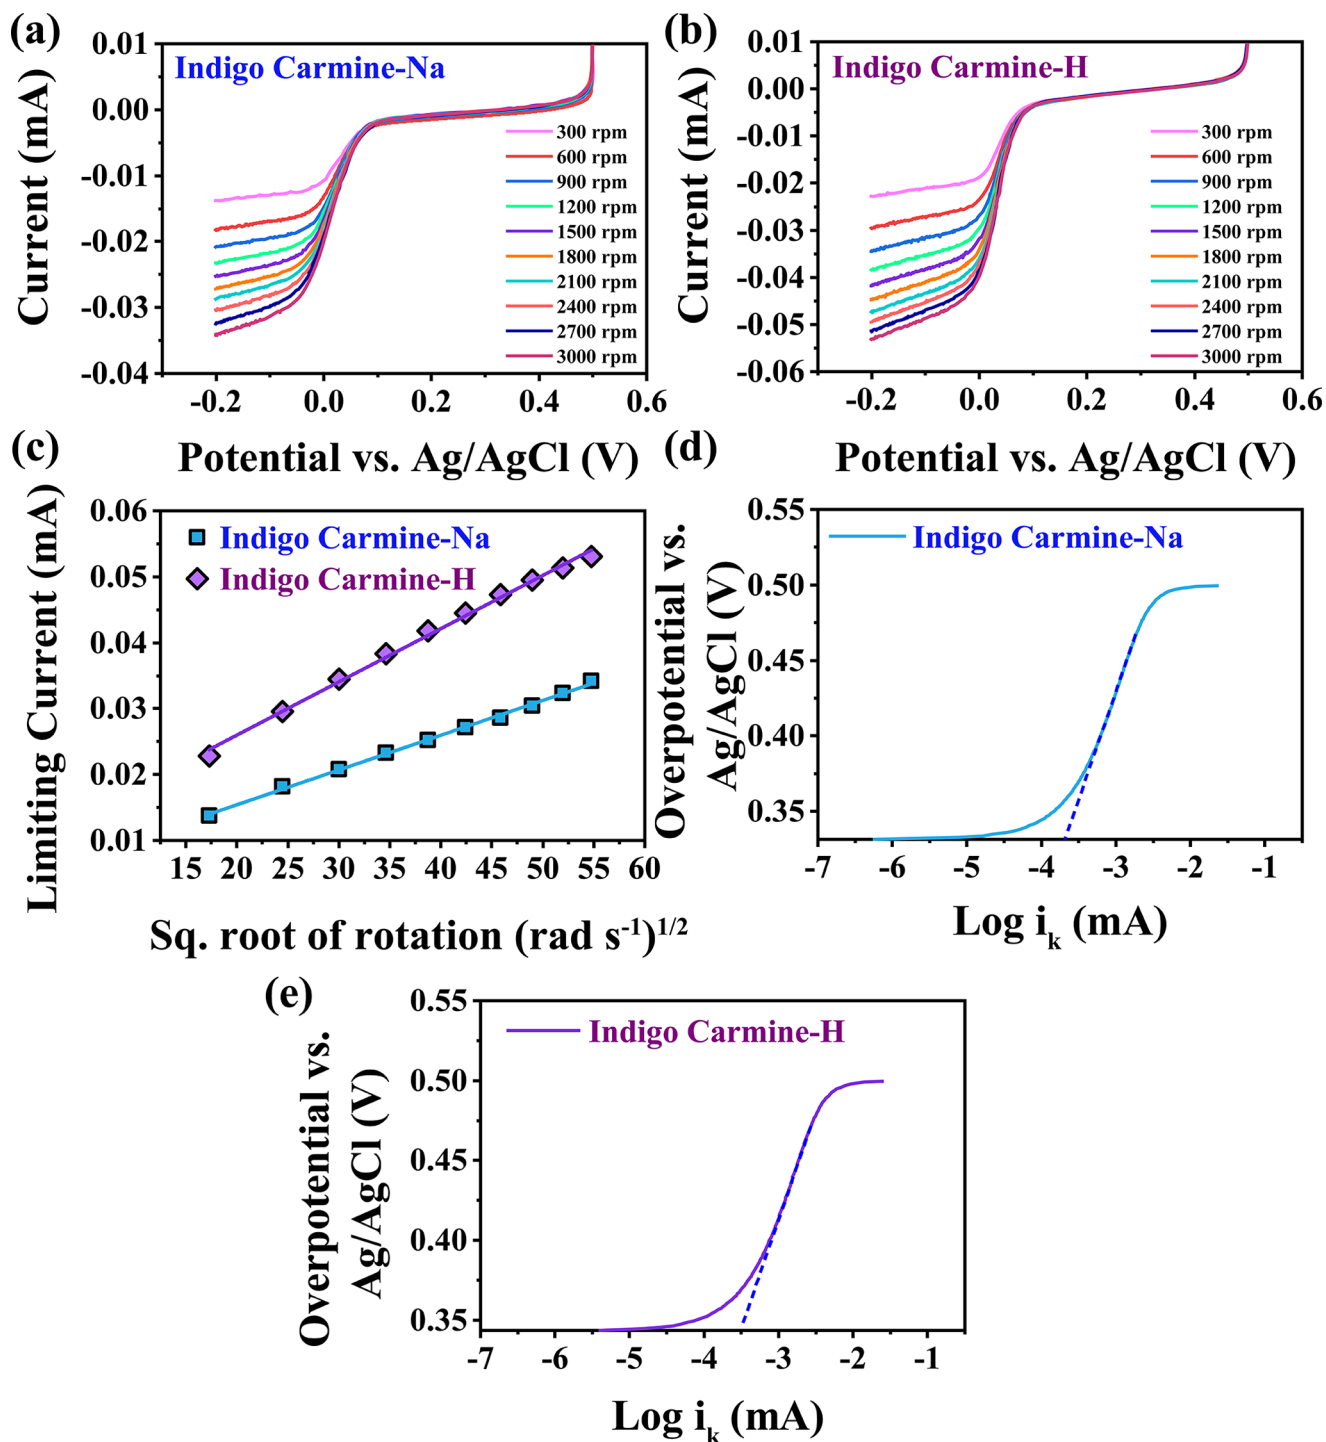 (a)
Indigo Carmine-Na
Current (mA)
0.01
0.00
-0.01
-0.02
-0.03
-0.04
300 rpm
600 rpm
900 rpm
1200 rpm
1500 rpm
1800 rpm
2100 rpm
2400 rpm
2700 rpm
3000 rpm
-0.2 0.0 0.2 0.4 0.6
Potential vs. Ag/AgCl (V)
(b)
Indigo Carmine-H
Current (mA)
0.01
0.00
-0.01
-0.02
-0.03
-0.04
-0.05
-0.06
300 rpm
600 rpm
900 rpm
1200 rpm
1500 rpm
1800 rpm
2100 rpm
2400 rpm
2700 rpm
3000 rpm
-0.2 0.0 0.2 0.4 0.6
Potential vs. Ag/AgCl (V)
(c)
Limiting Current (mA)
0.06
0.05
0.04
0.03
0.02
0.01
Indigo Carmine-Na
Indigo Carmine-H
15 20 25 30 35 40 45 50 55 60
Sq. root of rotation (rad s⁻¹)¹/²
(d)
Overpotential vs.
Ag/AgCl (V)
0.55
0.50
0.45
0.40
0.35
Indigo Carmine-Na
-7 -6 -5 -4 -3 -2 -1
Log iₖ (mA)
(e)
Overpotential vs.
Ag/AgCl (V)
0.55
0.50
0.45
0.40
0.35
Indigo Carmine-H
-7 -6 -5 -4 -3 -2 -1
Log iₖ (mA)